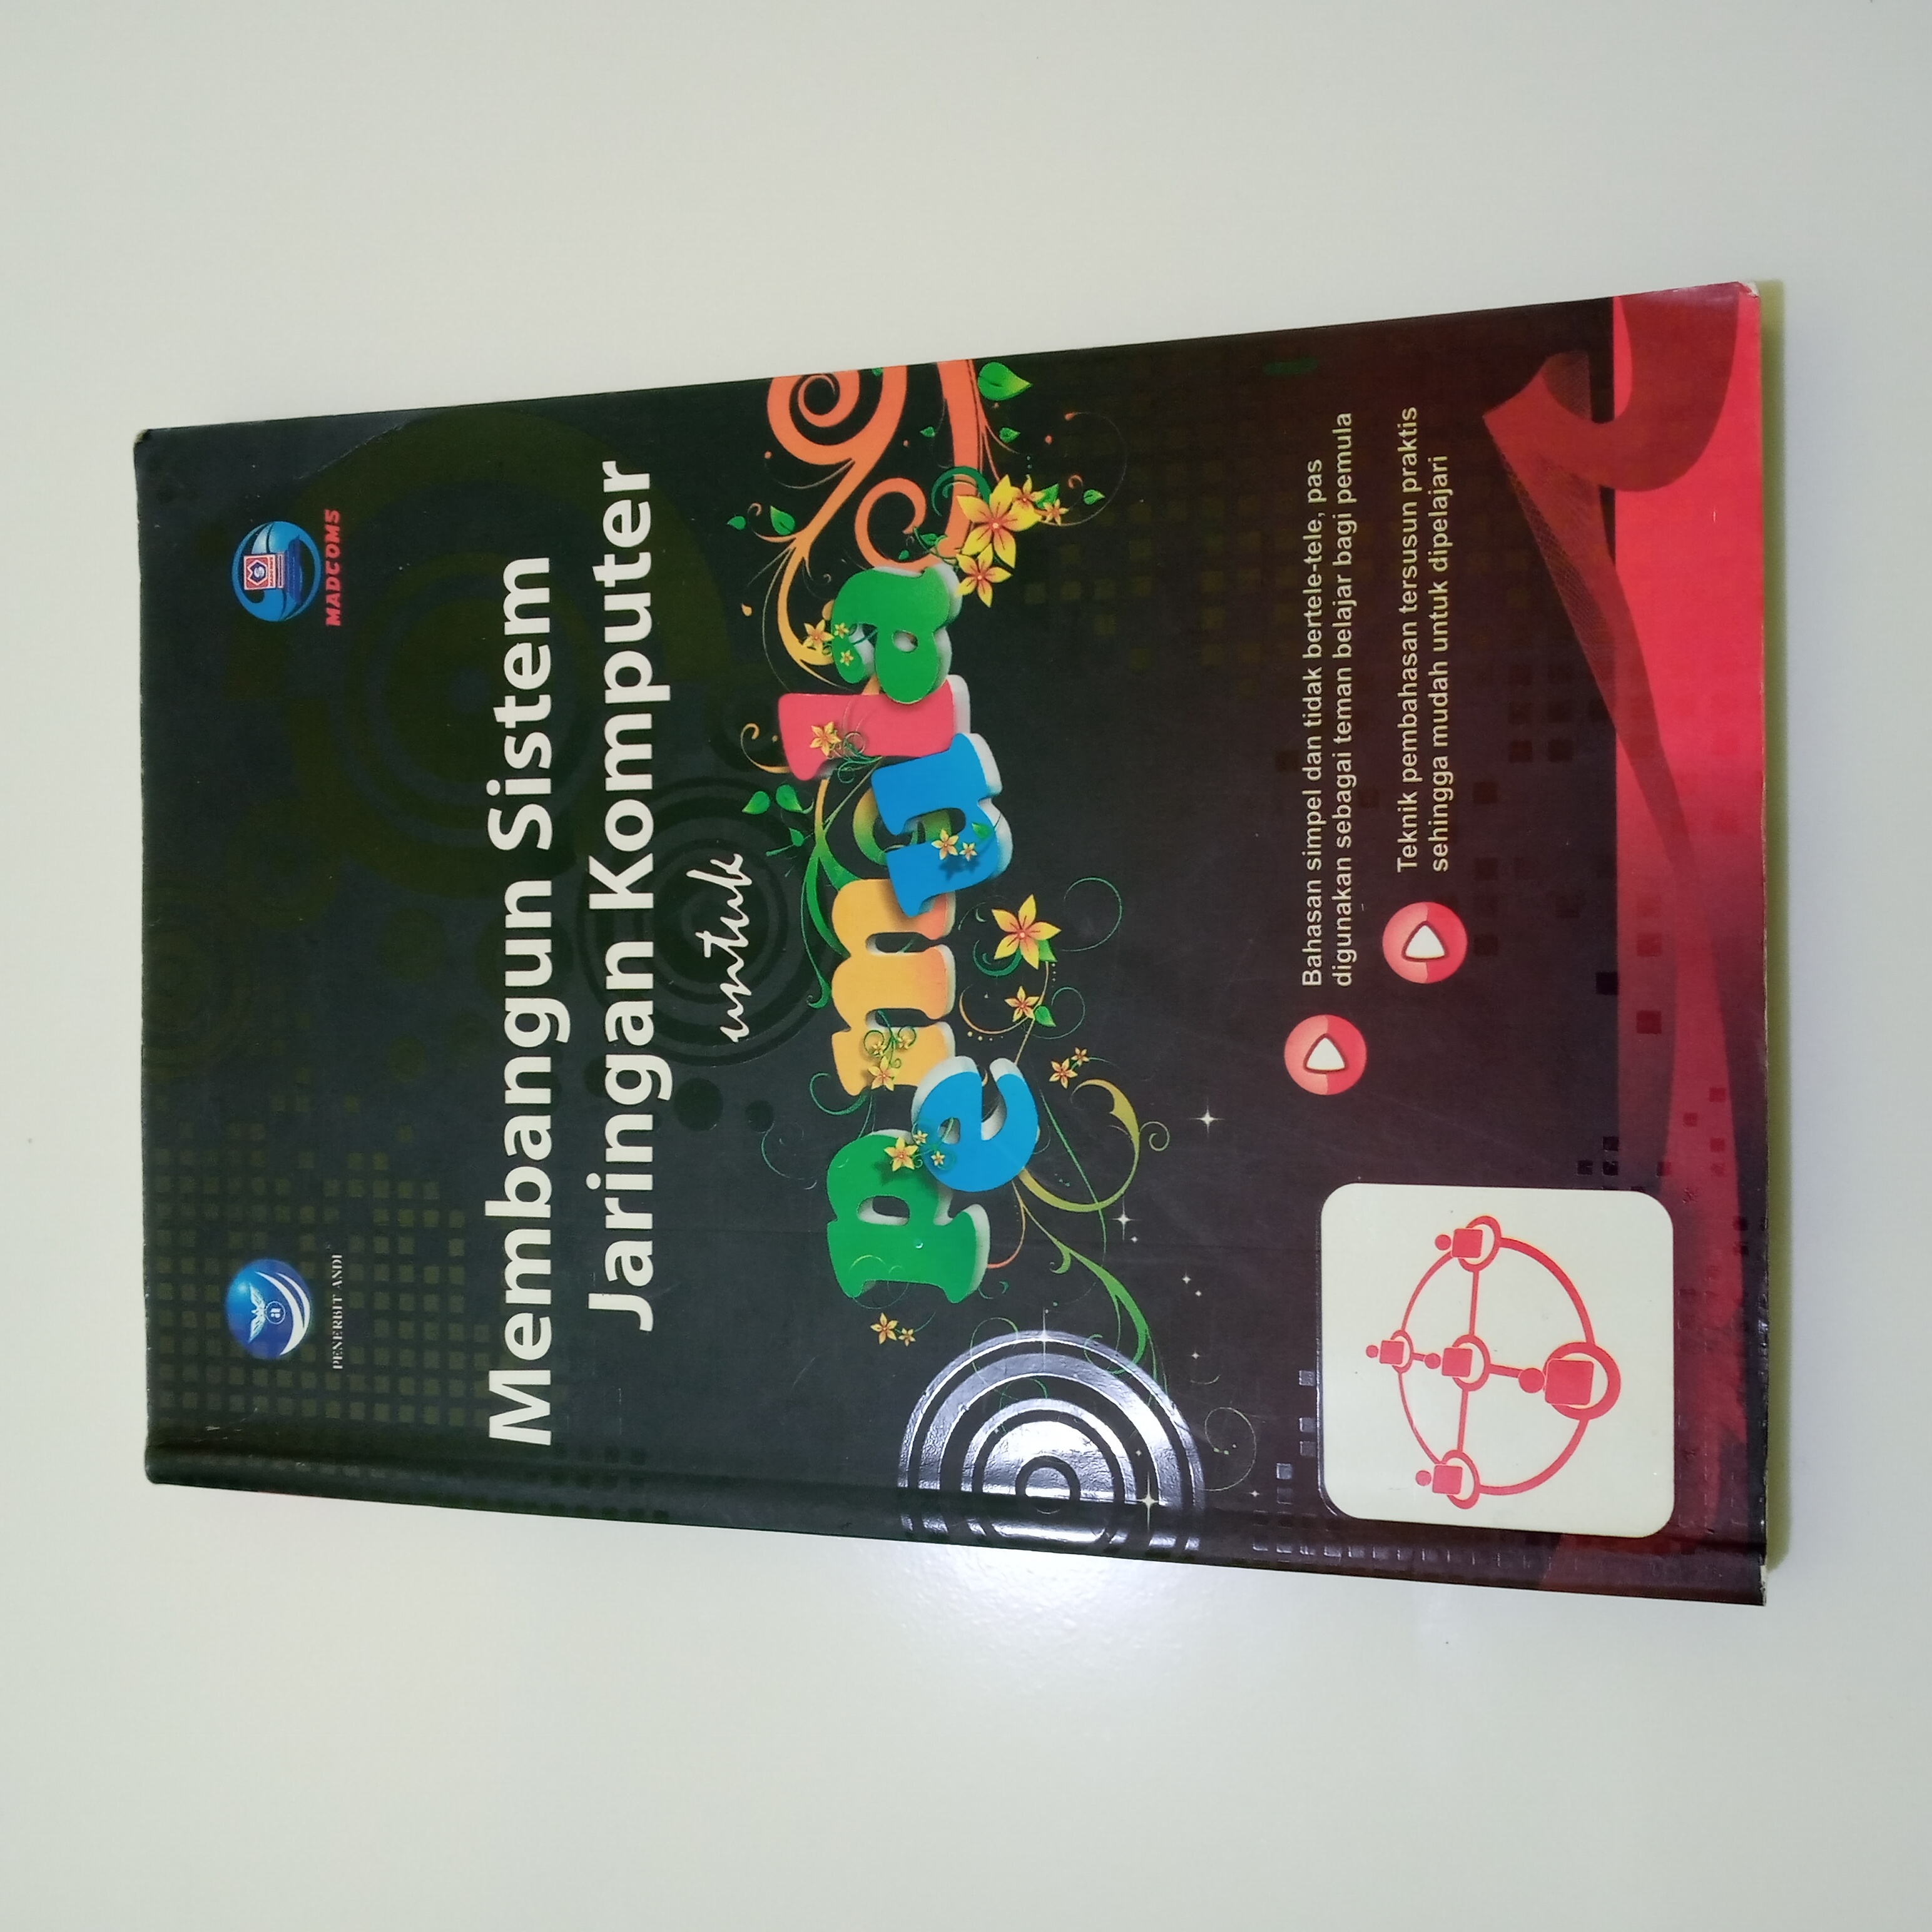 PENERBIT ANDI
MADCOMS
Membangun Sistem
Jaringan Komputer
untuk
pemula
Bahasan simpel dan tidak bertele-tele, pas
digunakan sebagai teman belajar bagi pemula
Teknik pembahasan tersusun praktis
sehingga mudah untuk dipelajari